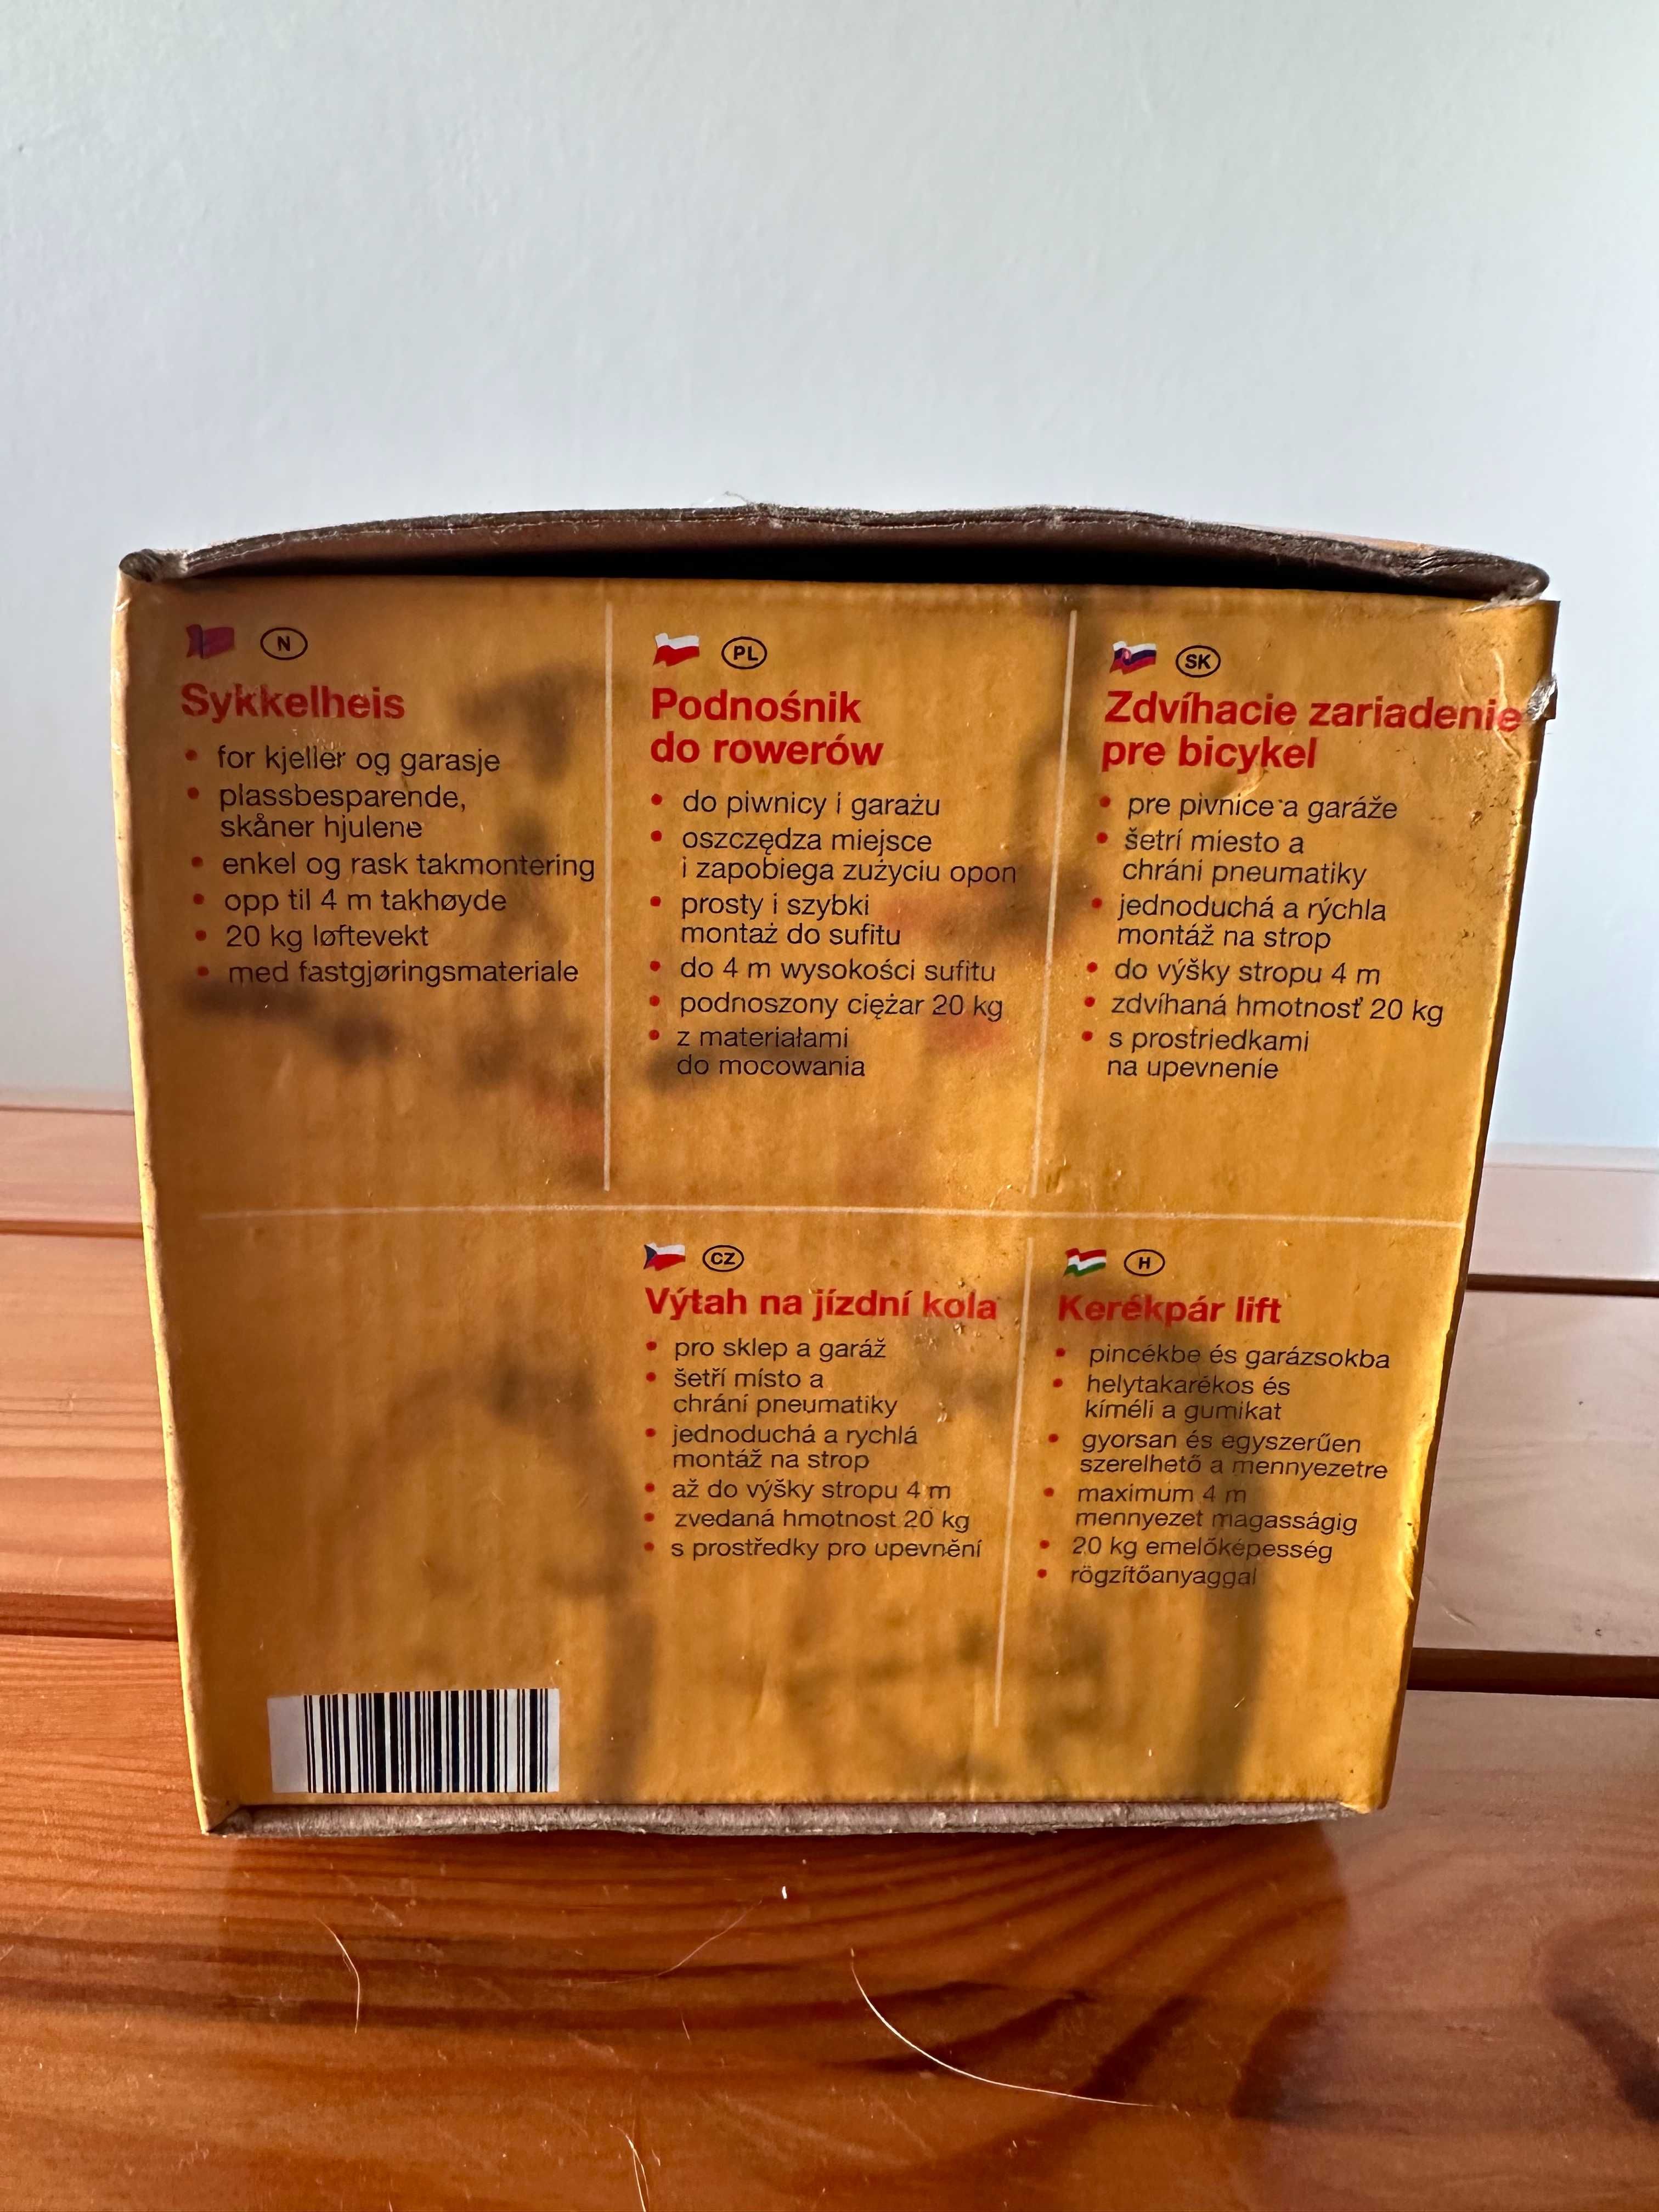 N
Sykkelheis
• for kjeller og garasje
• plassbesparende,
skåner hjulene
• enkel og rask takmontering
• opp til 4 m takhøyde
• 20 kg løftevekt
• med fastgjøringsmateriale
PL
Podnośnik
do rowerów
• do piwnicy i garażu
• oszczędza miejsce
i zapobiega zużyciu opon
• prosty i szybki
montaż do sufitu
• do 4 m wysokości sufitu
• podnoszony ciężar 20 kg
• z materiałami
do mocowania
SK
Zdvíhacie zariadenie
pre bicykel
• pre pivnice a garáže
• šetrí miesto a
chráni pneumatiky
• jednoduchá a rýchla
montáž na strop
• do výšky stropu 4 m
• zdvíhaná hmotnosť 20 kg
• s prostriedkami
na upevnenie
CZ
Výtah na jízdní kola
• pro sklep a garáž
• šetří místo a
chrání pneumatiky
• jednoduchá a rychlá
montáž na strop
• až do výšky stropu 4 m
• zvedaná hmotnost 20 kg
• s prostředky pro upevnění
H
Kerékpár lift
• pincékbe és garázsokba
• helytakarékos és
kíméli a gumikat
• gyorsan és egyszerűen
szerelhető a mennyezetre
• maximum 4 m
mennyezet magasságig
• 20 kg emelőképesség
• rögzítőanyaggal